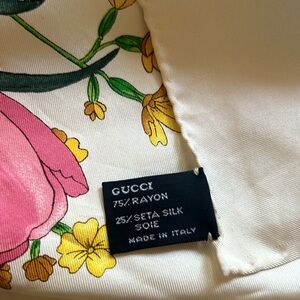 GUCCI
75% RAYON
25% SETA SILK
SOIE
MADE IN ITALY